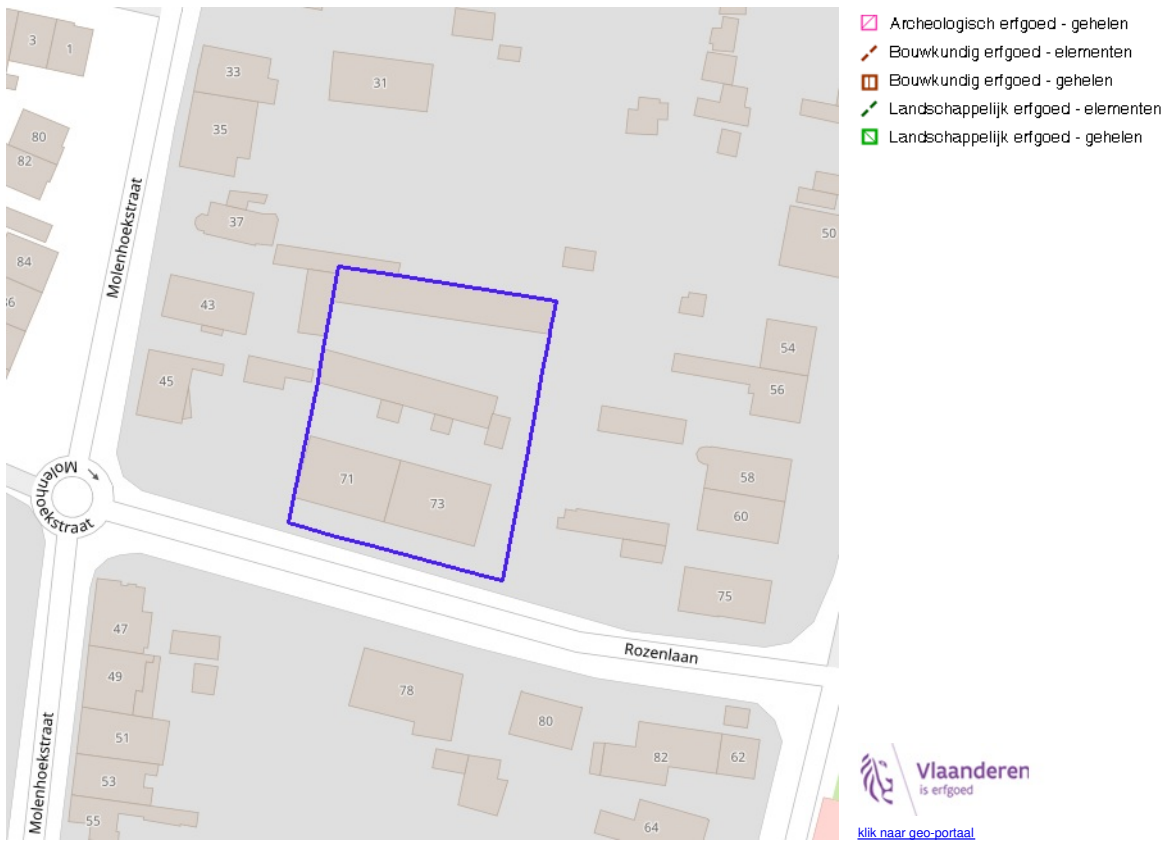 3
1
33
31
35
80
82
Molenhoekstraat
37
50
84
43
54
45
56
71
58
73
60
Molenhoekstraat
75
47
Rozenlaan
49
78
80
51
82
62
53
Molenhoekstraat
55
64
Archeologisch erfgoed - gehelen
Bouwkundig erfgoed - elementen
Bouwkundig erfgoed - gehelen
Landschappelijk erfgoed - elementen
Landschappelijk erfgoed - gehelen
Vlaanderen
is erfgoed
klik naar geo-portaal